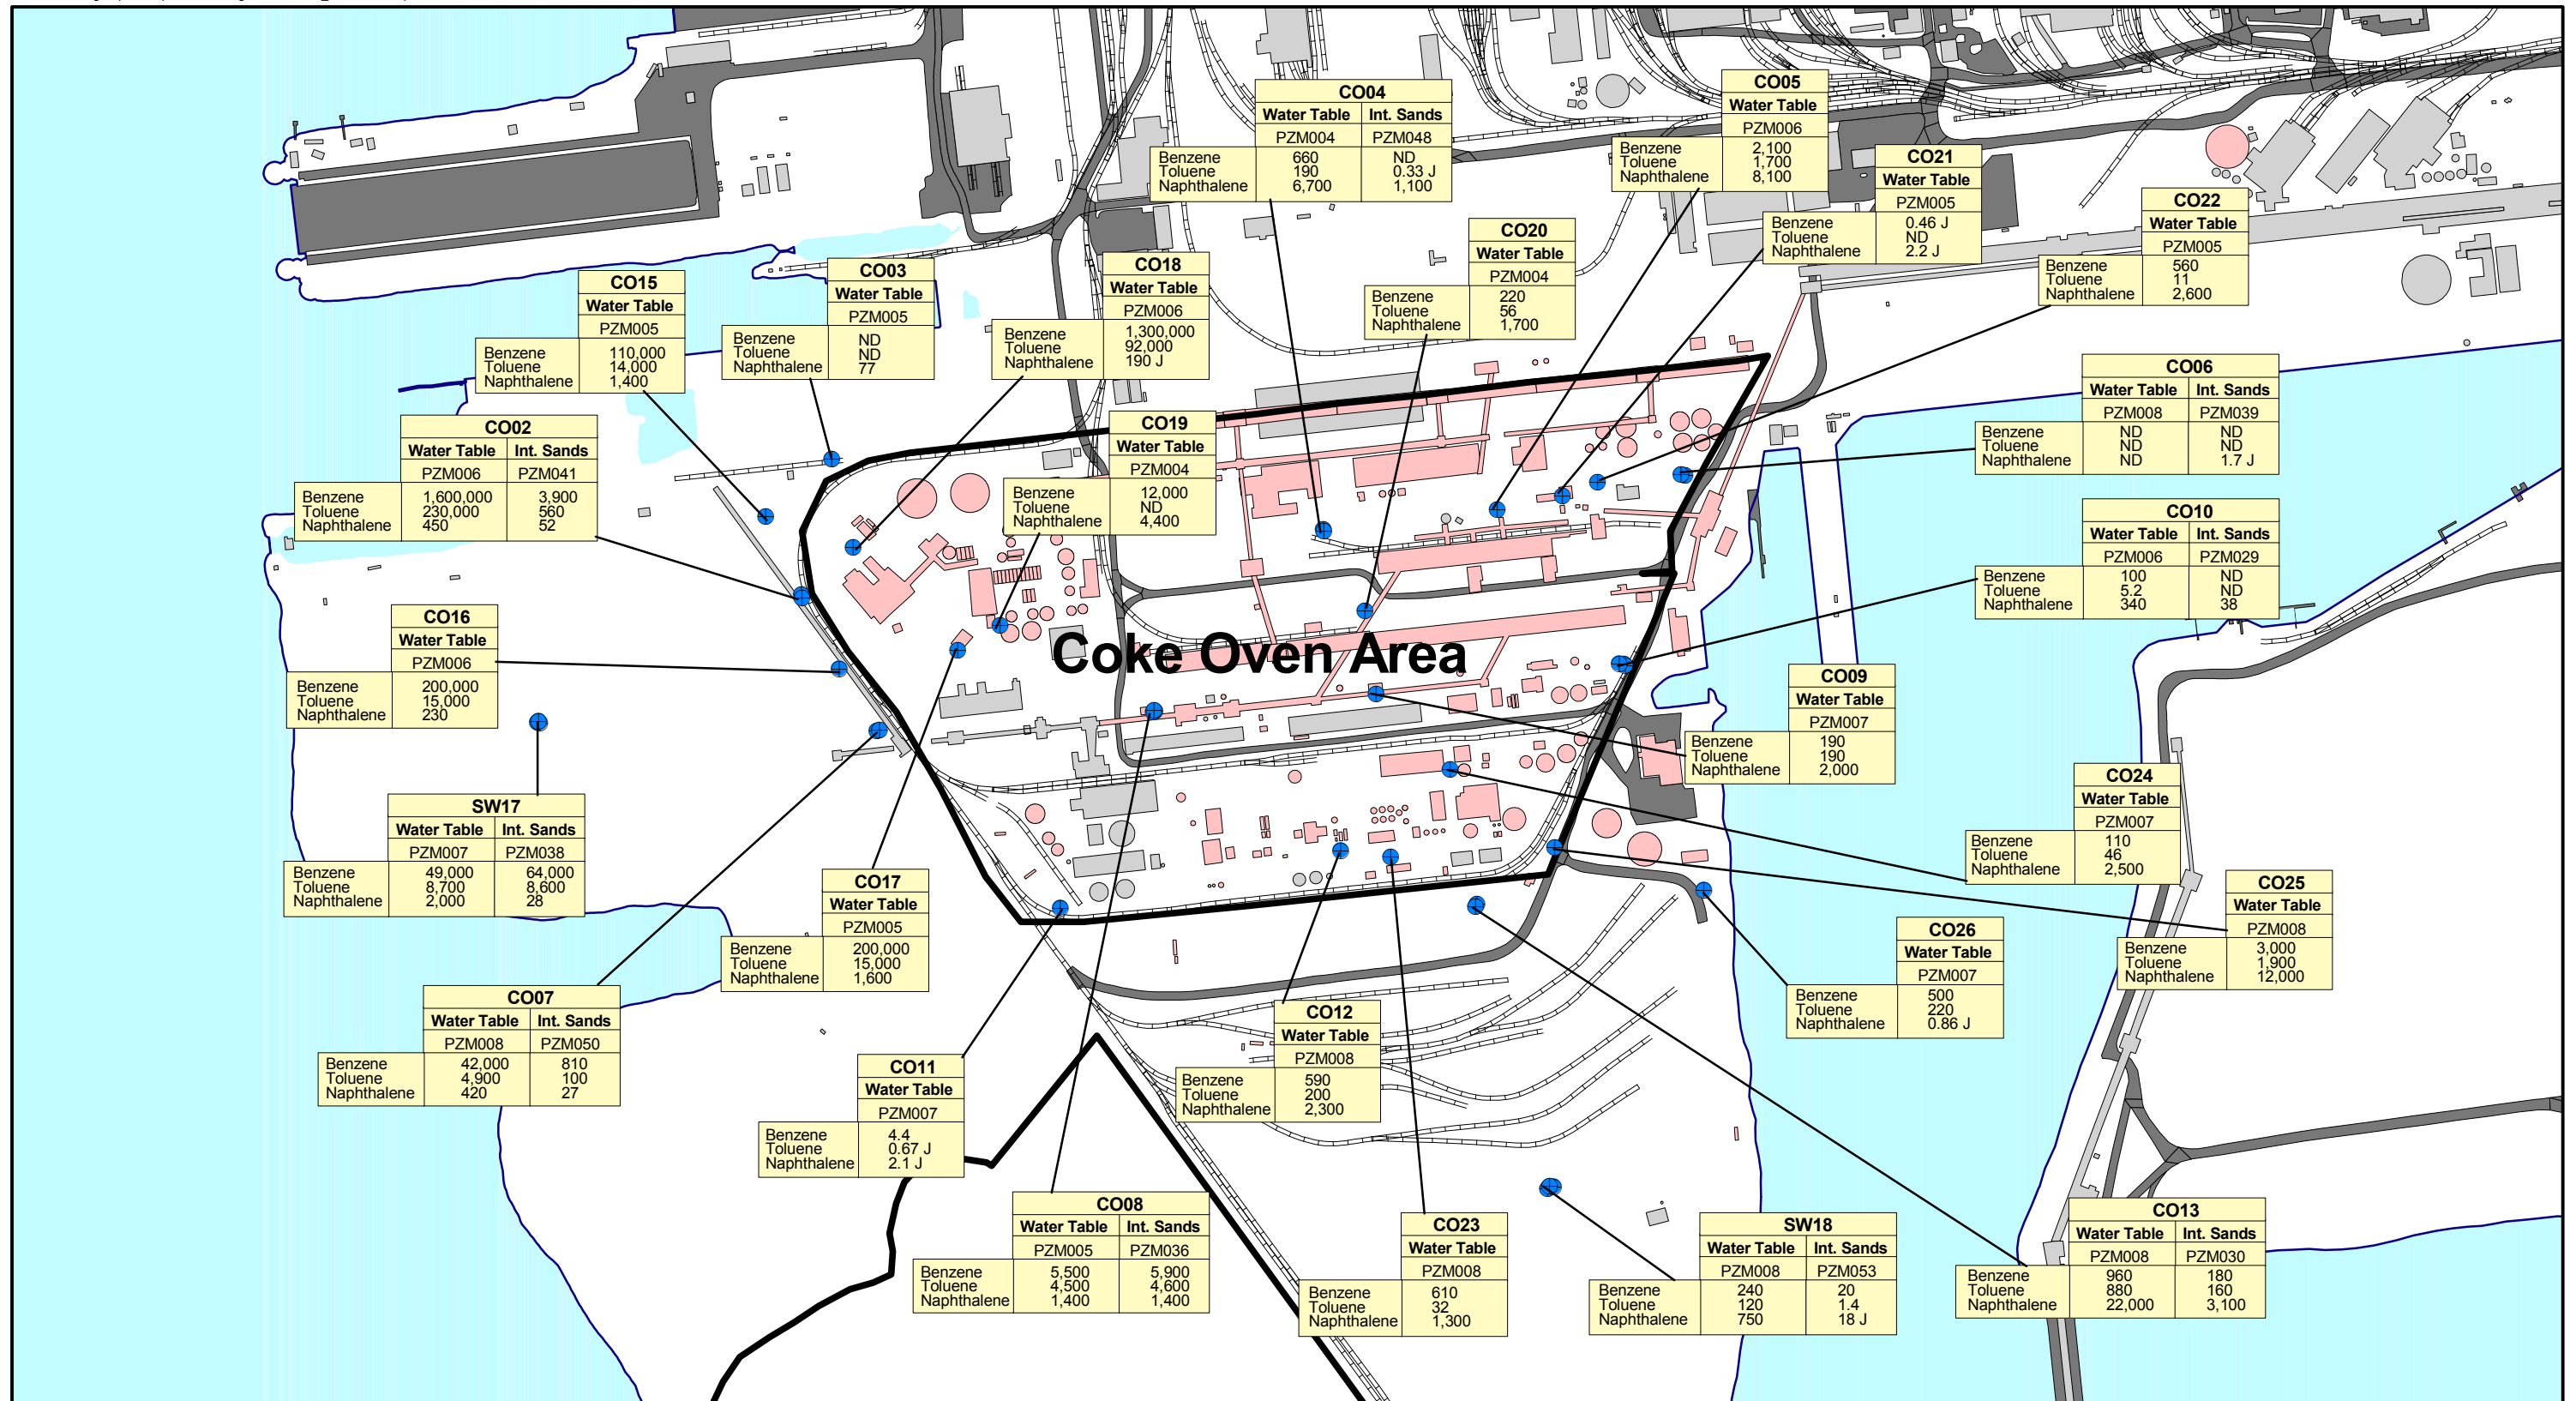 CO04
Water Table Int. Sands
PZM004 PZM048
Benzene 660 ND
Toluene 190 0.33 J
Naphthalene 6,700 1,100
CO05
Water Table
PZM006
Benzene 2,100
Toluene 1,700
Naphthalene 8,100
CO21
Water Table
PZM005
Benzene 0.46 J
Toluene ND
Naphthalene 2.2 J
CO22
Water Table
PZM005
Benzene 560
Toluene 11
Naphthalene 2,600
CO20
Water Table
PZM004
Benzene 220
Toluene 56
Naphthalene 1,700
CO18
Water Table
PZM006
Benzene 1,300,000
Toluene 92,000
Naphthalene 190 J
CO03
Water Table
PZM005
Benzene ND
Toluene ND
Naphthalene 77
CO15
Water Table
PZM005
Benzene 110,000
Toluene 14,000
Naphthalene 1,400
CO06
Water Table Int. Sands
PZM008 PZM039
Benzene ND ND
Toluene ND ND
Naphthalene ND 1.7 J
CO02
Water Table Int. Sands
PZM006 PZM041
Benzene 1,600,000 3,900
Toluene 230,000 560
Naphthalene 450 52
CO19
Water Table
PZM004
Benzene 12,000
Toluene ND
Naphthalene 4,400
CO10
Water Table Int. Sands
PZM006 PZM029
Benzene 100 ND
Toluene 5.2 ND
Naphthalene 340 38
CO16
Water Table
PZM006
Benzene 200,000
Toluene 15,000
Naphthalene 230
Coke Oven Area
CO09
Water Table
PZM007
Benzene 190
Toluene 190
Naphthalene 2,000
CO24
Water Table
PZM007
Benzene 110
Toluene 46
Naphthalene 2,500
SW17
Water Table Int. Sands
PZM007 PZM038
Benzene 49,000 64,000
Toluene 8,700 8,600
Naphthalene 2,000 28
CO17
Water Table
PZM005
Benzene 200,000
Toluene 15,000
Naphthalene 1,600
CO25
Water Table
PZM008
Benzene 3,000
Toluene 1,900
Naphthalene 12,000
CO26
Water Table
PZM007
Benzene 500
Toluene 220
Naphthalene 0.86 J
CO07
Water Table Int. Sands
PZM008 PZM050
Benzene 42,000 810
Toluene 4,900 100
Naphthalene 420 27
CO12
Water Table
PZM008
Benzene 590
Toluene 200
Naphthalene 2,300
CO11
Water Table
PZM007
Benzene 4.4
Toluene 0.67 J
Naphthalene 2.1 J
CO08
Water Table Int. Sands
PZM005 PZM036
Benzene 5,500 5,900
Toluene 4,500 4,600
Naphthalene 1,400 1,400
CO23
Water Table
PZM008
Benzene 610
Toluene 32
Naphthalene 1,300
SW18
Water Table Int. Sands
PZM008 PZM053
Benzene 240 20
Toluene 120 1.4
Naphthalene 750 18 J
CO13
Water Table Int. Sands
PZM008 PZM030
Benzene 960 180
Toluene 880 160
Naphthalene 22,000 3,100